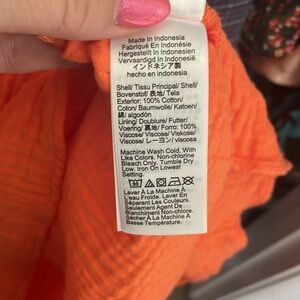 Made In Indonesia
Fabriqué En Indonésie
Hergestellt In Indonesien
Vervaardigd In Indonesië
インドネシア製
hecho en indonesia
Shell/ Tissu Principal/ Shell/
Bovenstof/ 表地/ Tela
Exterior: 100% Cotton/
Coton/ Baumwolle/ Katoen/
綿/ algodón
Lining/ Doublure/ Futter/
Voering/ 裏地/ Forro: 100%
Viscose/ Viskose/ Viscose/
Viscose/ レーヨン/ viscosa
Machine Wash Cold. With
Like Colors. Non-chlorine
Bleach Only. Tumble Dry
Low. Iron On Lowest
Setting.
Laver À La Machine À
L'eau Froide. Laver En
Séparant Les Couleurs.
Seulement Agent De
Blanchiment Non-chloré.
Sécher À La Machine À
Basse Température.